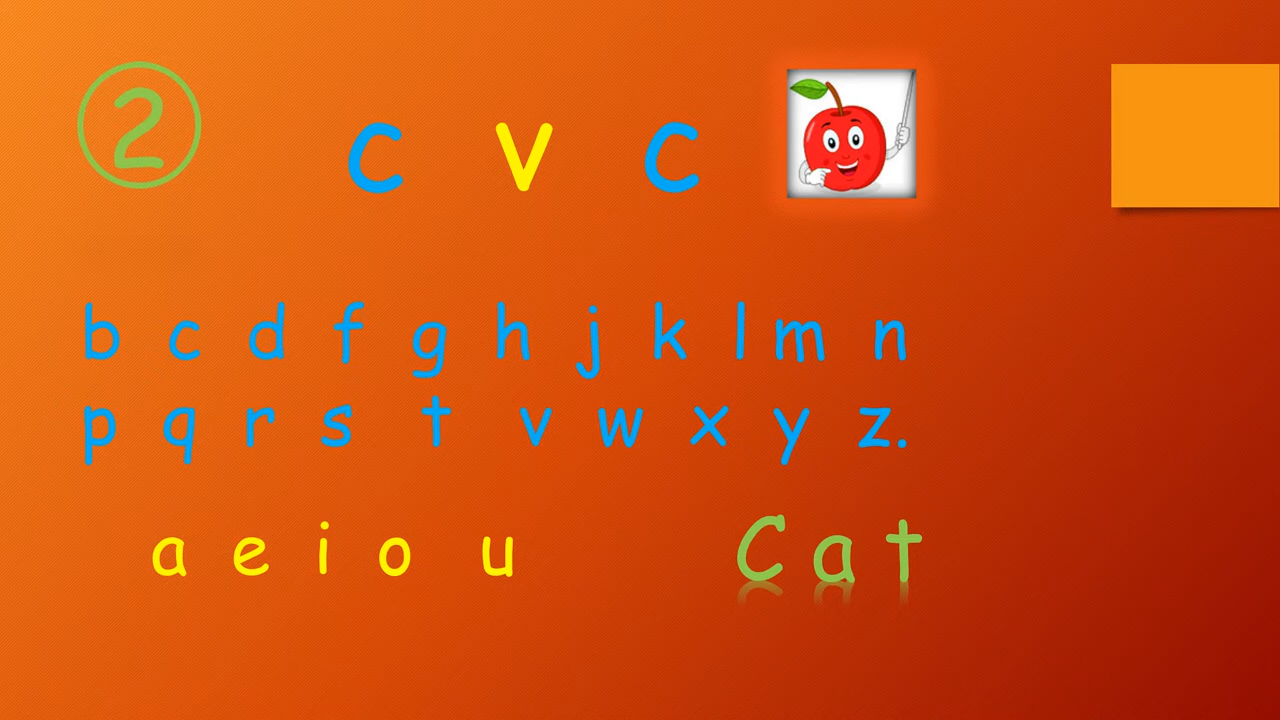 ② C V C
b c d f g h j k l m n
p q r s t v w x y z.
a e i o u Cat